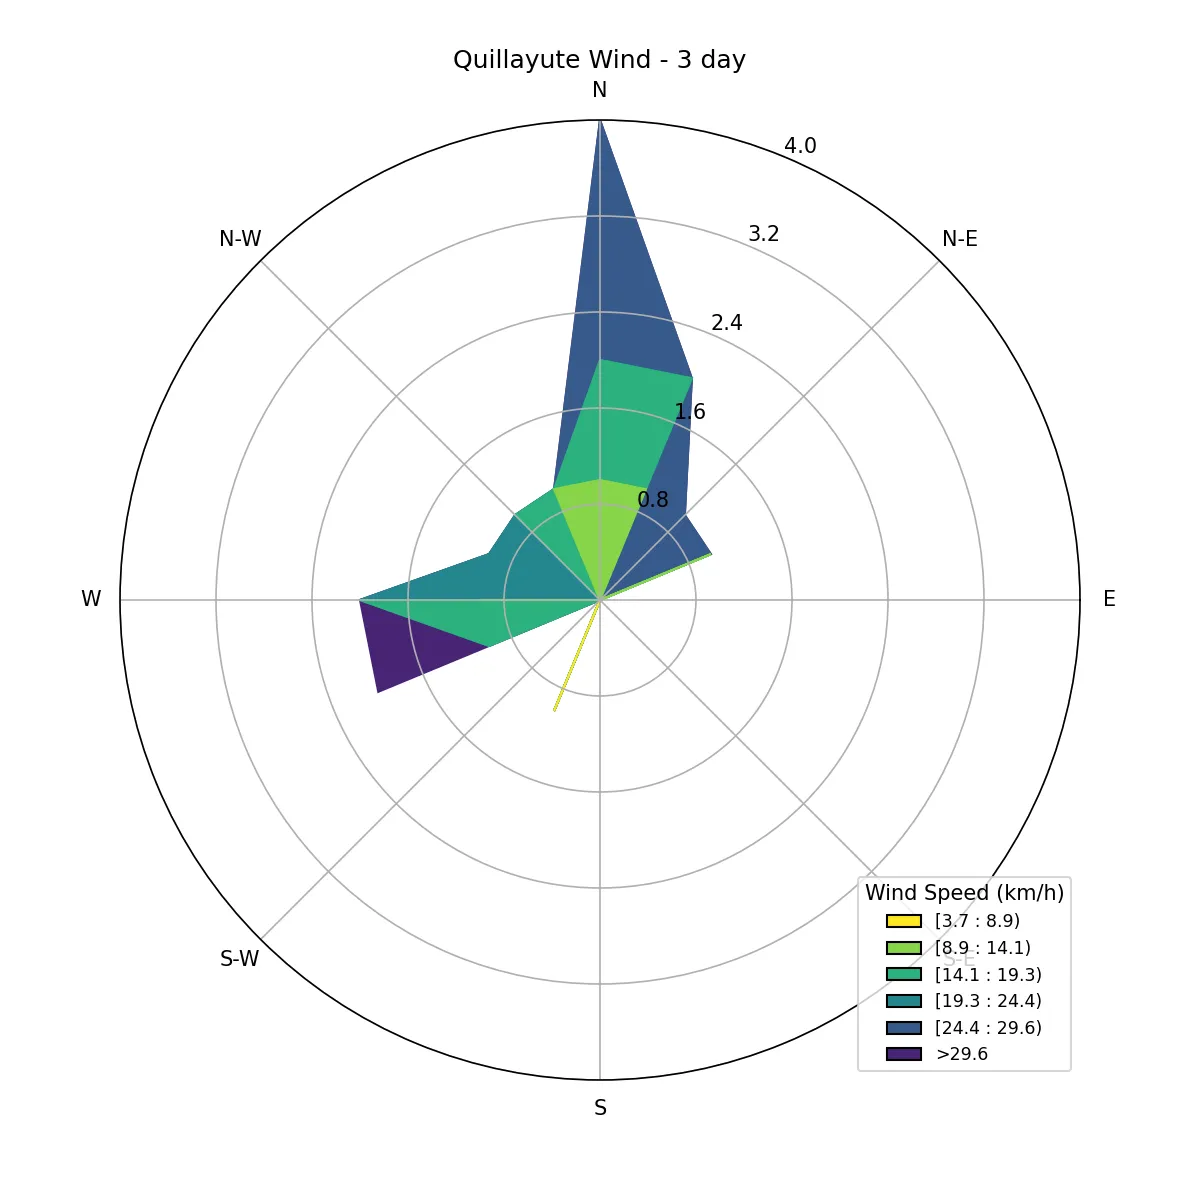 Quillayute Wind - 3 day
N
4.0
N-W
3.2
N-E
2.4
1.6
0.8
W
E
S-W
S-E
S
Wind Speed (km/h)
[3.7 : 8.9)
[8.9 : 14.1)
[14.1 : 19.3)
[19.3 : 24.4)
[24.4 : 29.6)
>29.6